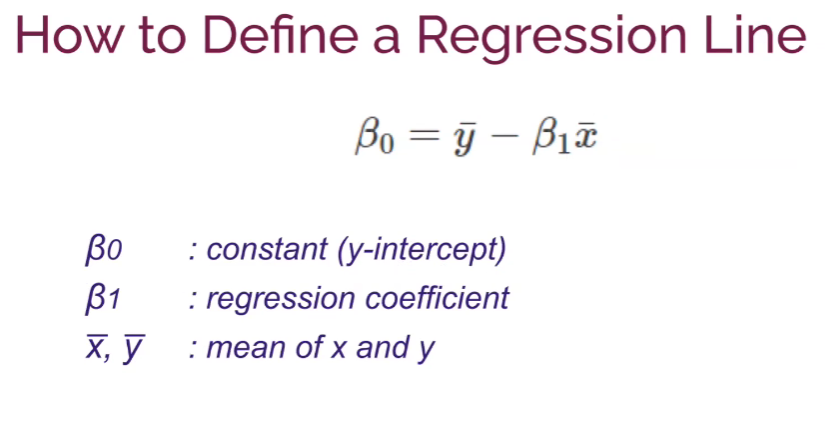 How to Define a Regression Line
β₀ = ȳ − β₁x̄
β0 : constant (y-intercept)
β1 : regression coefficient
x̅, y̅ : mean of x and y